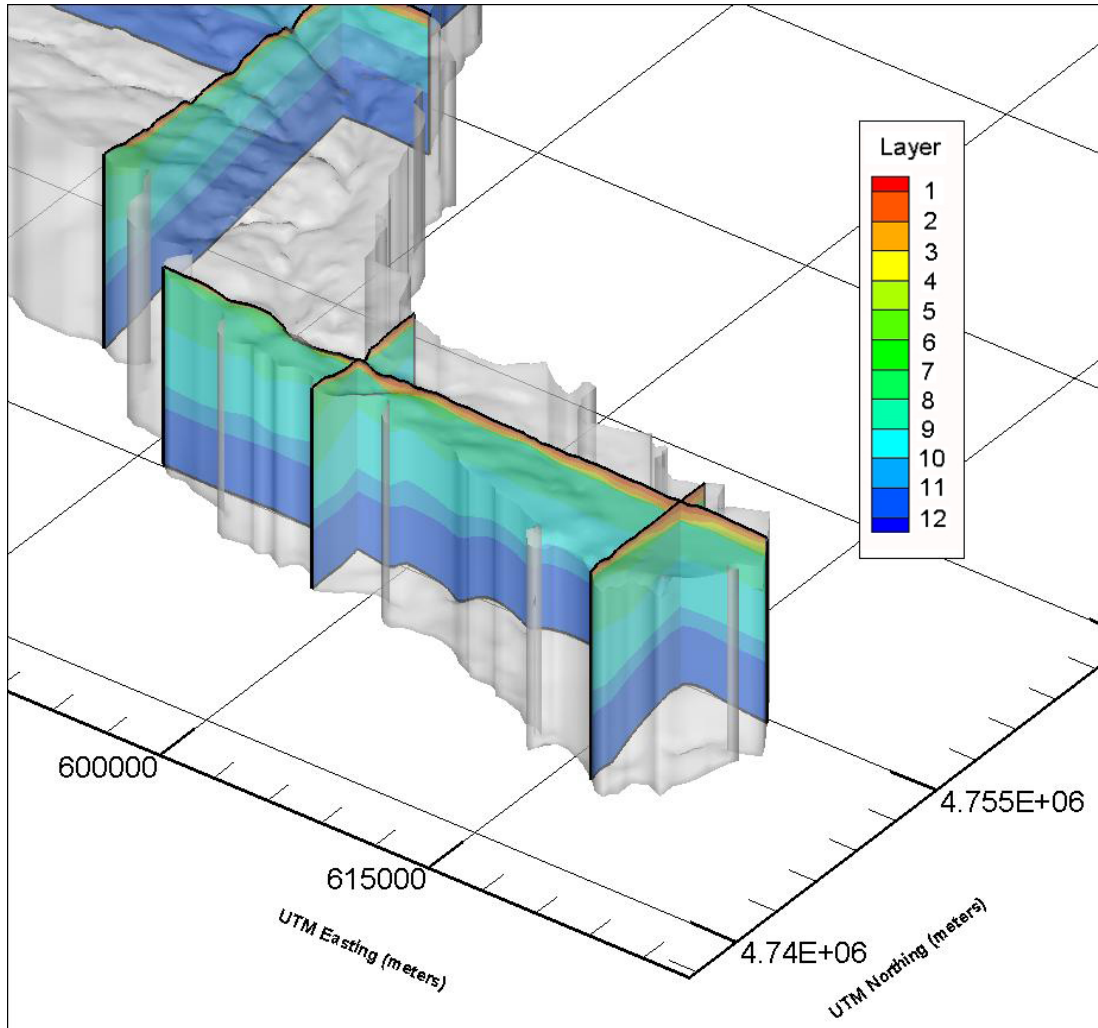 Layer
1
2
3
4
5
6
7
8
9
10
11
12
600000
615000
UTM Easting (meters)
4.755E+06
4.74E+06
UTM Northing (meters)